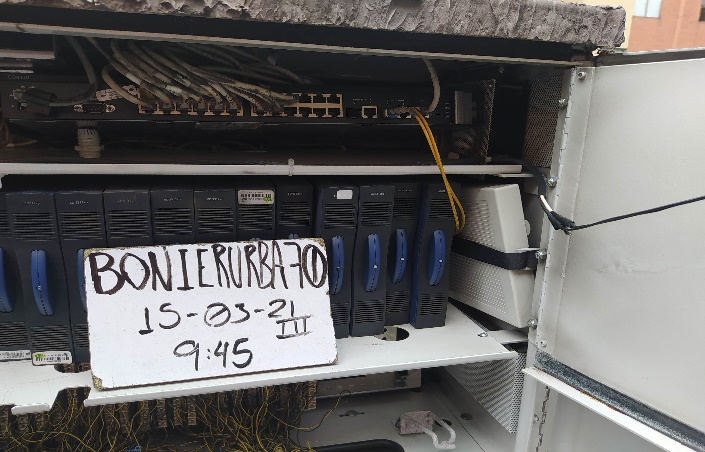 BONIERURBA70
15-03-21
III
9:45